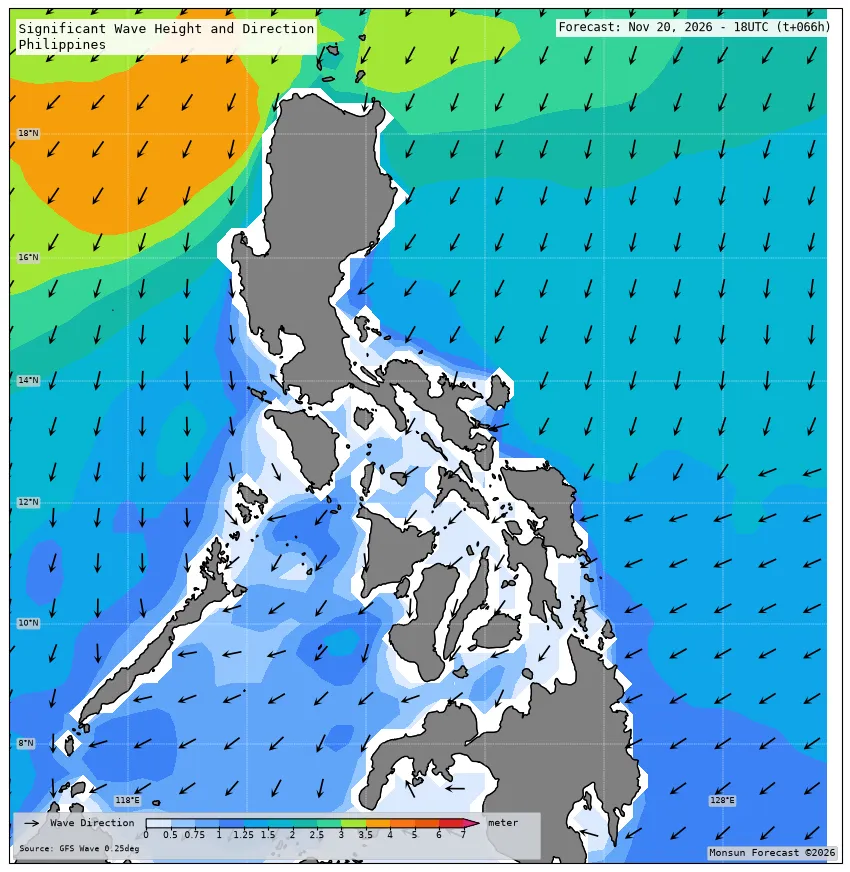 Significant Wave Height and Direction
Philippines
Forecast: Nov 20, 2026 - 18UTC (t+066h)
18°N
16°N
14°N
12°N
10°N
8°N
118°E
128°E
Wave Direction
0 0.5 0.75 1 1.25 1.5 2 2.5 3 3.5 4 5 6 7
meter
Source: GFS Wave 0.25deg
Monsun Forecast ©2026